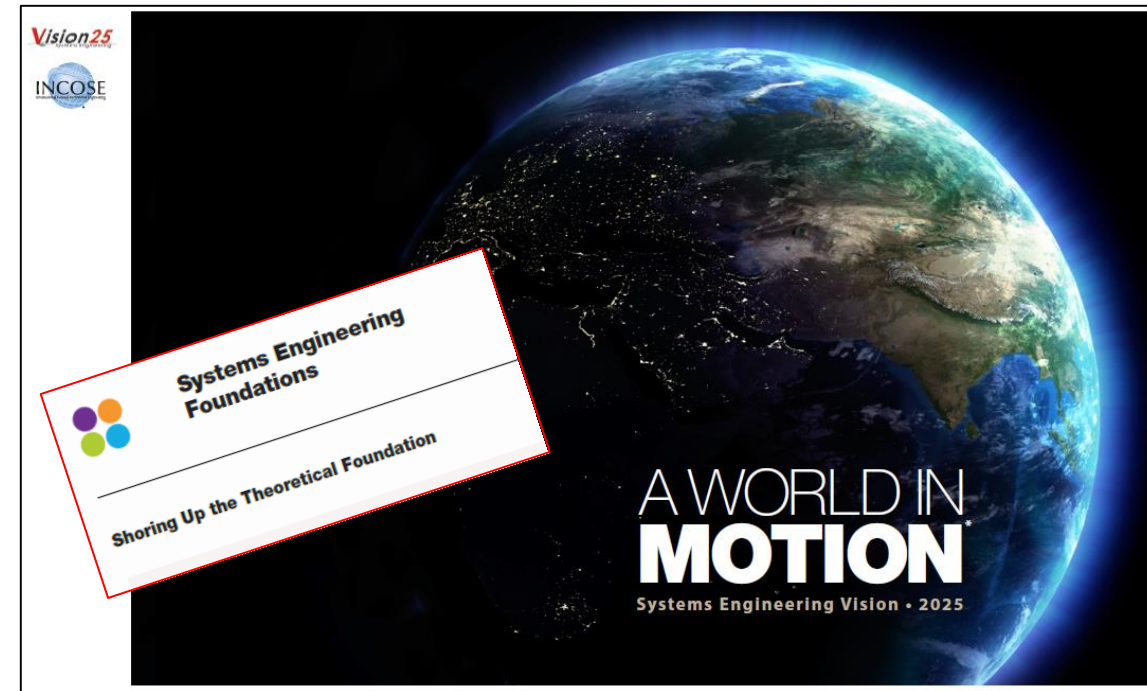 Vision25
INCOSE
Systems Engineering
Foundations
Shoring Up the Theoretical Foundation
A WORLD IN
MOTION*
Systems Engineering Vision • 2025